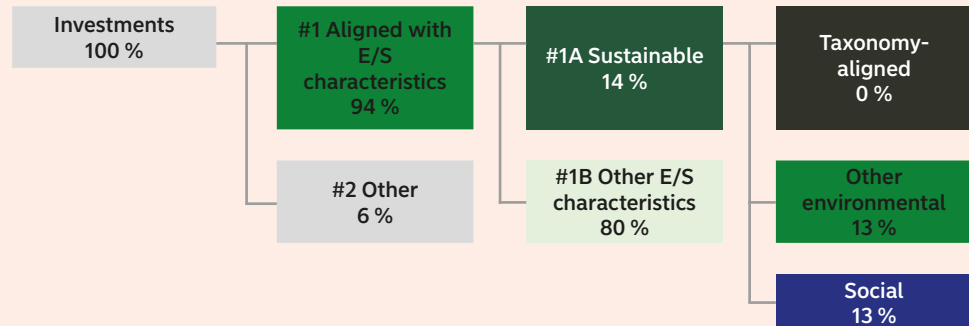 Investments
100 %
#1 Aligned with
E/S
characteristics
94 %
#1A Sustainable
14 %
Taxonomy-
aligned
0 %
#2 Other
6 %
#1B Other E/S
characteristics
80 %
Other
environmental
13 %
Social
13 %